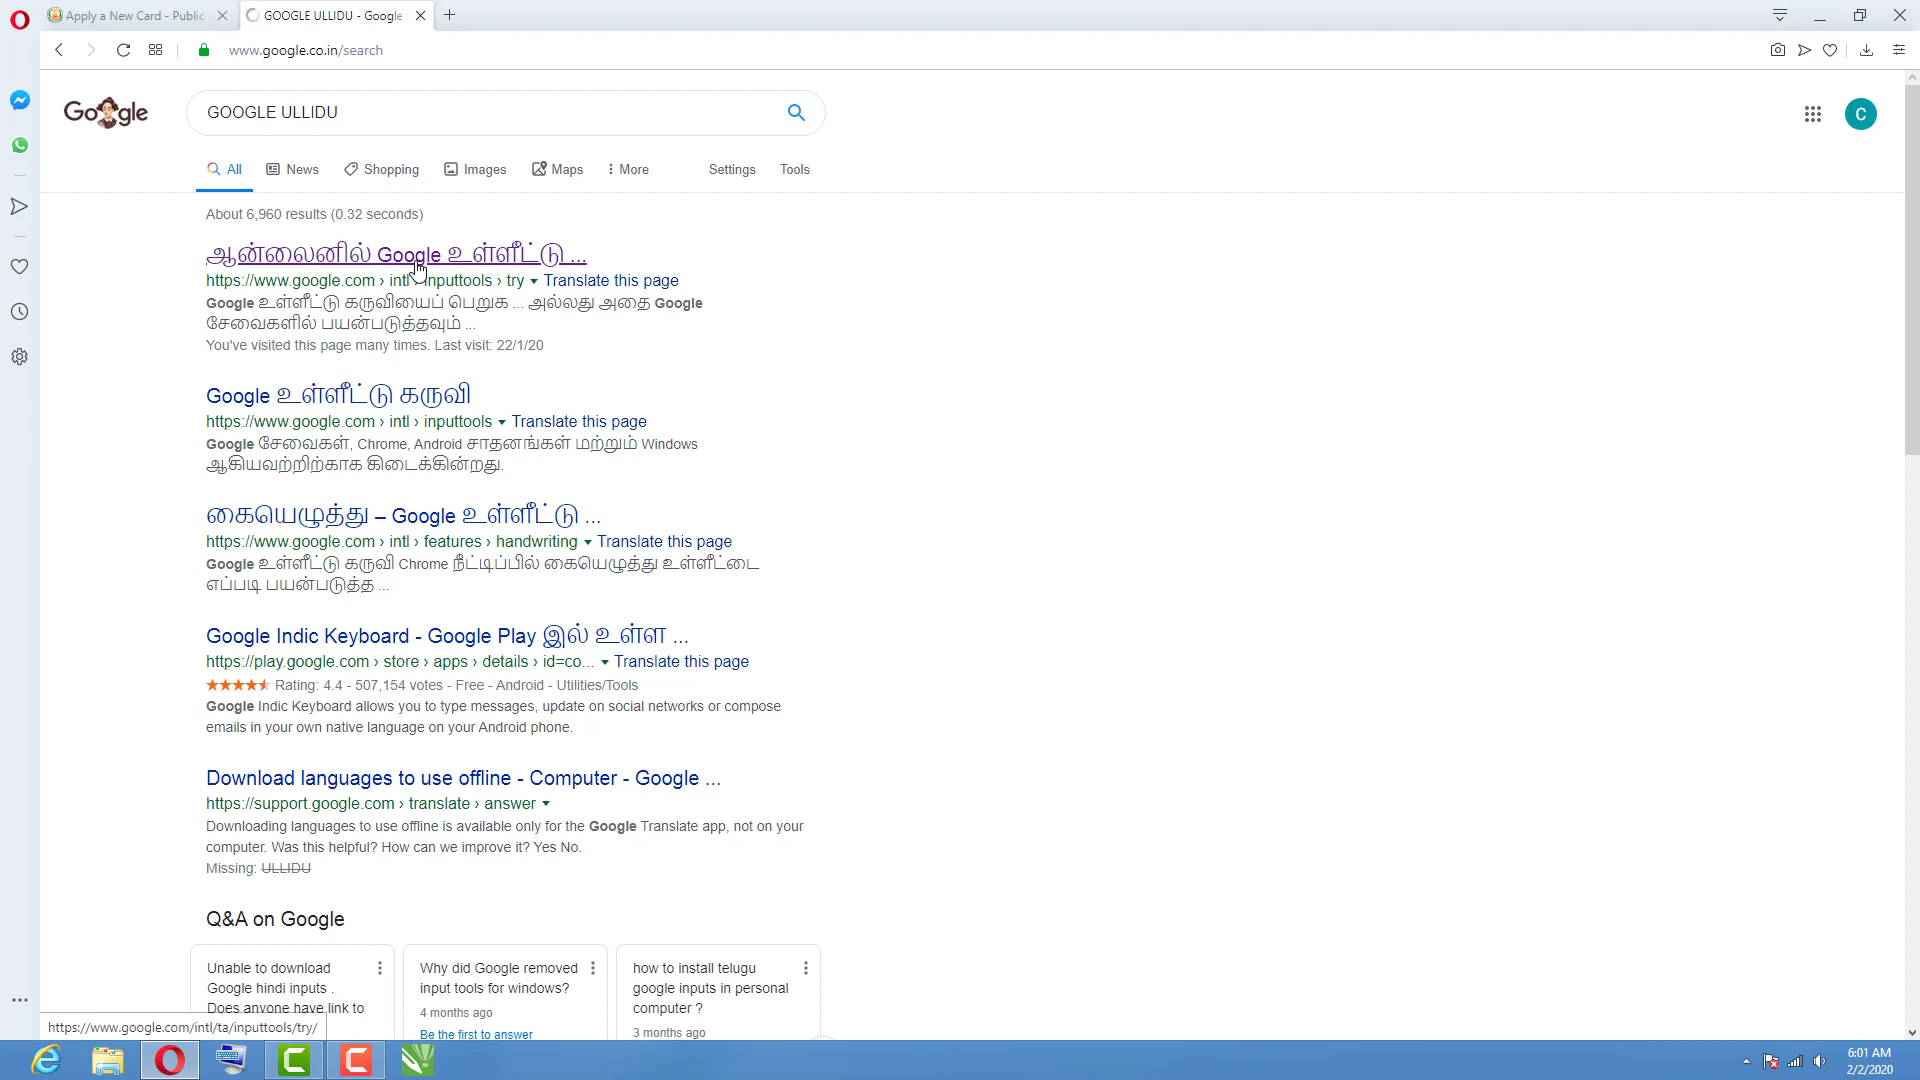 Apply a New Card - Public
GOOGLE ULLIDU - Google
www.google.co.in/search
Google
GOOGLE ULLIDU
C
All
News
Shopping
Images
Maps
More
Settings
Tools
About 6,960 results (0.32 seconds)
ஆன்லைனில் Google உள்ளீட்டு ...
https://www.google.com › intl › inputtools › try Translate this page
Google உள்ளீட்டு கருவியைப் பெறுக ... அல்லது அதை Google
சேவைகளில் பயன்படுத்தவும் ...
You've visited this page many times. Last visit: 22/1/20
Google உள்ளீட்டு கருவி
https://www.google.com › intl › inputtools Translate this page
Google சேவைகள், Chrome, Android சாதனங்கள் மற்றும் Windows
ஆகியவற்றிற்காக கிடைக்கின்றது.
கையெழுத்து – Google உள்ளீட்டு ...
https://www.google.com › intl › features › handwriting Translate this page
Google உள்ளீட்டு கருவி Chrome நீட்டிப்பில் கையெழுத்து உள்ளீட்டை
எப்படி பயன்படுத்த ...
Google Indic Keyboard - Google Play இல் உள்ள ...
https://play.google.com › store › apps › details › id=co... Translate this page
Rating: 4.4 - 507,154 votes - Free - Android - Utilities/Tools
Google Indic Keyboard allows you to type messages, update on social networks or compose
emails in your own native language on your Android phone.
Download languages to use offline - Computer - Google ...
https://support.google.com › translate › answer
Downloading languages to use offline is available only for the Google Translate app, not on your
computer. Was this helpful? How can we improve it? Yes No.
Missing: ULLIDU
Q&A on Google
Unable to download
Google hindi inputs .
Does anyone have link to
Why did Google removed
input tools for windows?
4 months ago
Be the first to answer
how to install telugu
google inputs in personal
computer ?
3 months ago
https://www.google.com/intl/ta/inputtools/try/
6:01 AM
2/2/2020